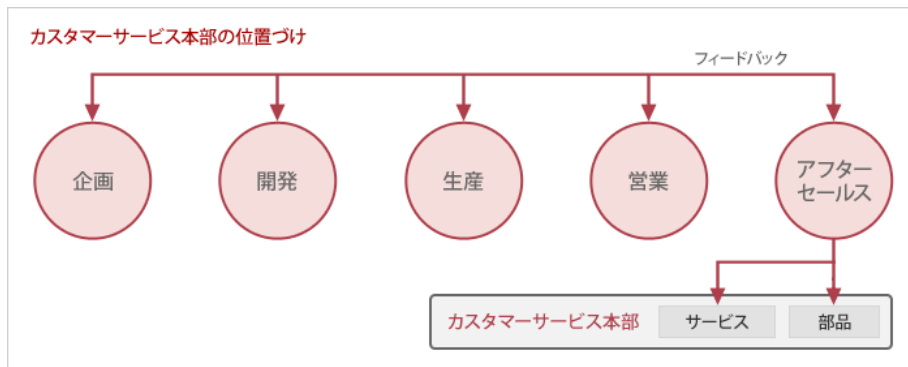 カスタマーサービス本部の位置づけ
フィードバック
企画
開発
生産
営業
アフター
セールス
カスタマーサービス本部
サービス
部品